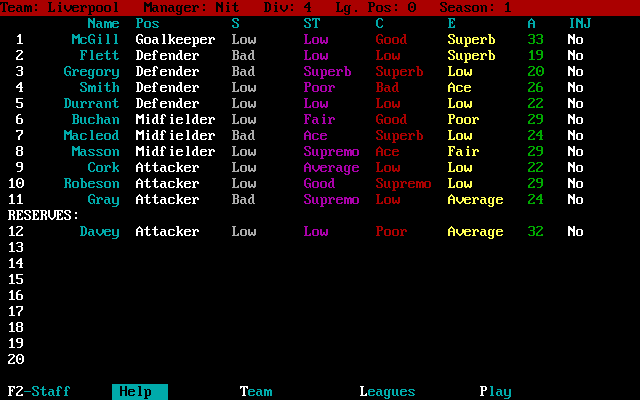 Team: Liverpool Manager: Nit Div: 4 Lg. Pos: 0 Season: 1
Name Pos S ST C E A INJ
1 McGill Goalkeeper Low Low Good Superb 33 No
2 Flett Defender Bad Low Low Superb 19 No
3 Gregory Defender Bad Superb Superb Low 20 No
4 Smith Defender Low Poor Bad Ace 26 No
5 Durrant Defender Low Low Low Low 22 No
6 Buchan Midfielder Low Fair Good Poor 29 No
7 Macleod Midfielder Bad Ace Superb Low 24 No
8 Masson Midfielder Low Supremo Ace Fair 29 No
9 Cork Attacker Low Average Low Low 22 No
10 Robeson Attacker Low Good Supremo Low 29 No
11 Gray Attacker Bad Supremo Low Average 24 No
RESERVES:
12 Davey Attacker Low Low Poor Average 32 No
13
14
15
16
17
18
19
20
F2-Staff Help Team Leagues Play